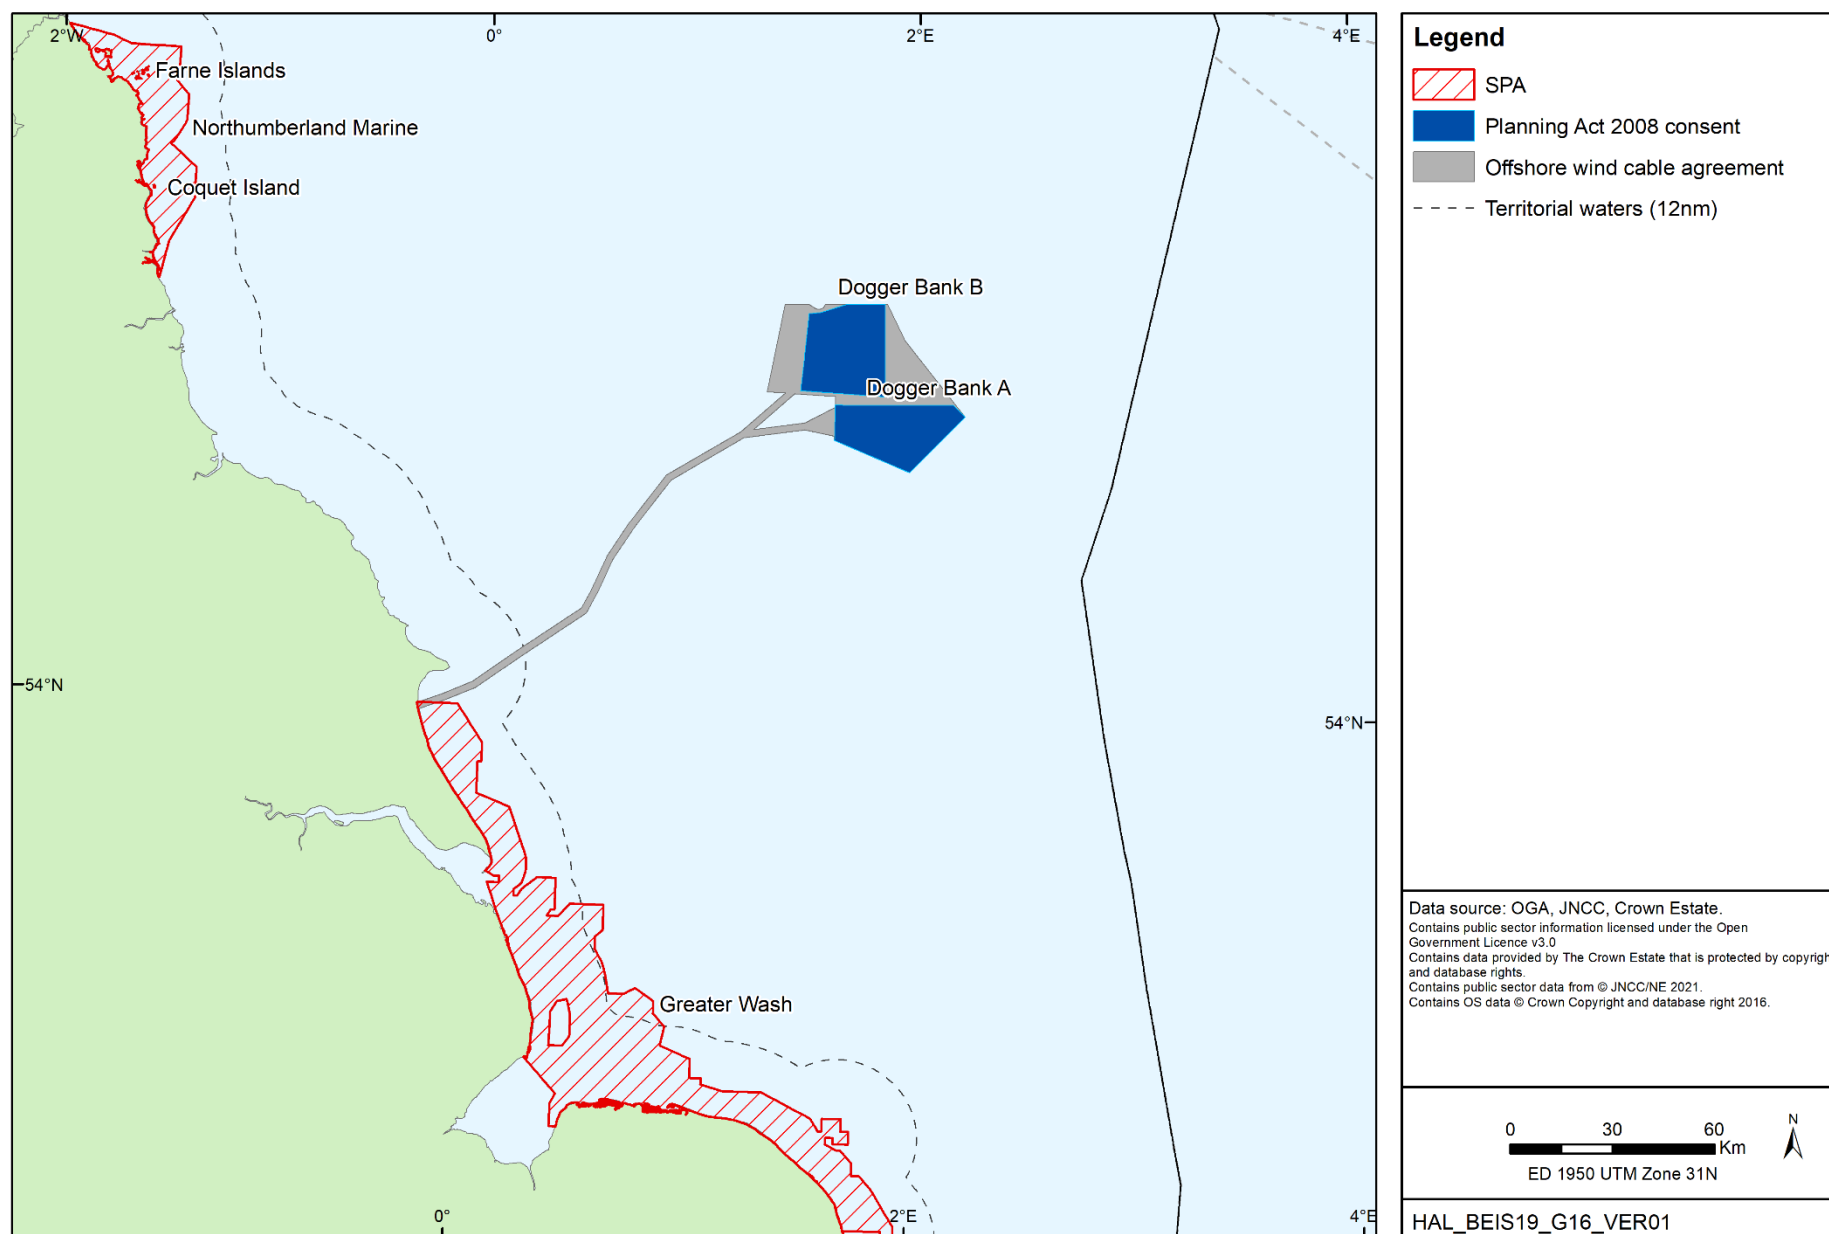 2°W
0°
2°E
4°E
Farne Islands
Northumberland Marine
Coquet Island
Dogger Bank B
Dogger Bank A
54°N
54°N
Greater Wash
0°
2°E
4°E
Legend
SPA
Planning Act 2008 consent
Offshore wind cable agreement
Territorial waters (12nm)
Data source: OGA, JNCC, Crown Estate.
Contains public sector information licensed under the Open
Government Licence v3.0
Contains data provided by The Crown Estate that is protected by copyrigh
and database rights.
Contains public sector data from © JNCC/NE 2021.
Contains OS data © Crown Copyright and database right 2016.
0 30 60
Km
N
ED 1950 UTM Zone 31N
HAL_BEIS19_G16_VER01